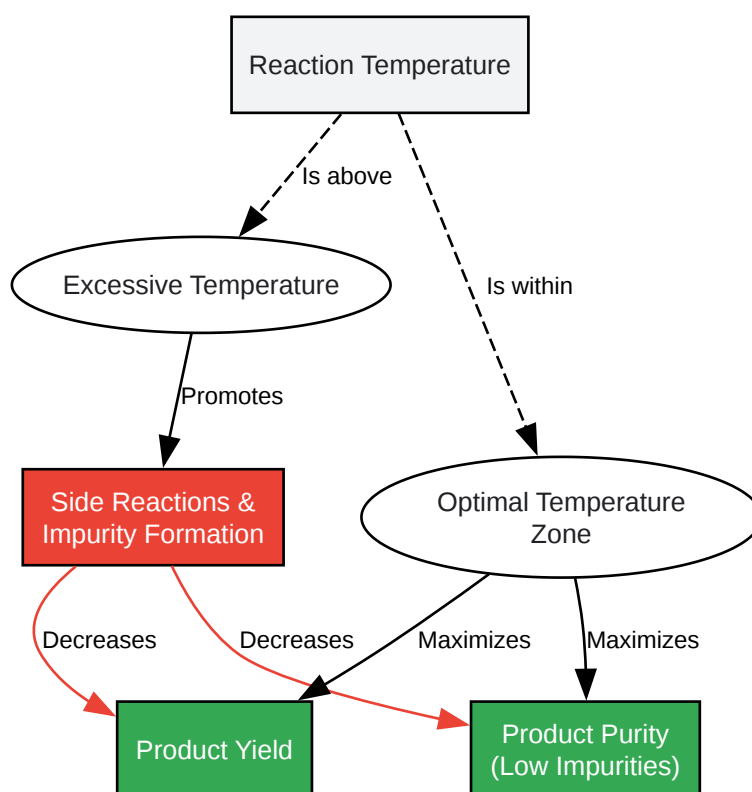 Reaction Temperature
Is above
Excessive Temperature
Is within
Promotes
Side Reactions &
Impurity Formation
Optimal Temperature
Zone
Decreases
Decreases
Maximizes
Maximizes
Product Yield
Product Purity
(Low Impurities)